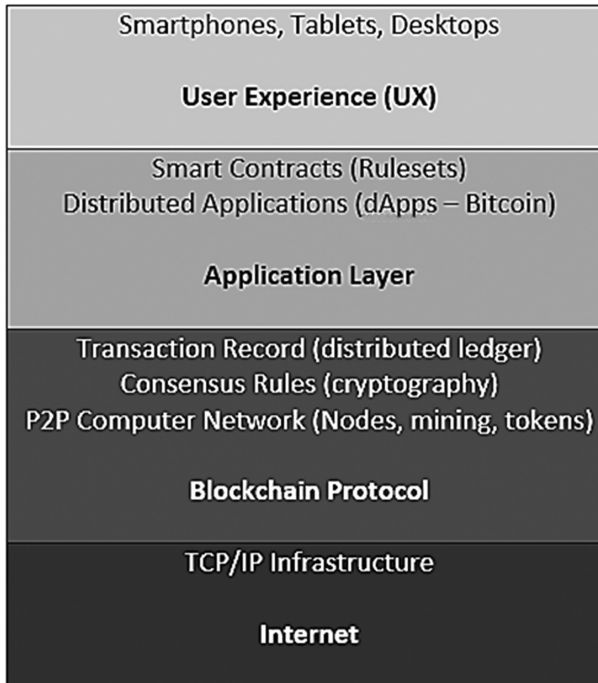 Smartphones, Tablets, Desktops
User Experience (UX)
Smart Contracts (Rulesets)
Distributed Applications (dApps – Bitcoin)
Application Layer
Transaction Record (distributed ledger)
Consensus Rules (cryptography)
P2P Computer Network (Nodes, mining, tokens)
Blockchain Protocol
TCP/IP Infrastructure
Internet